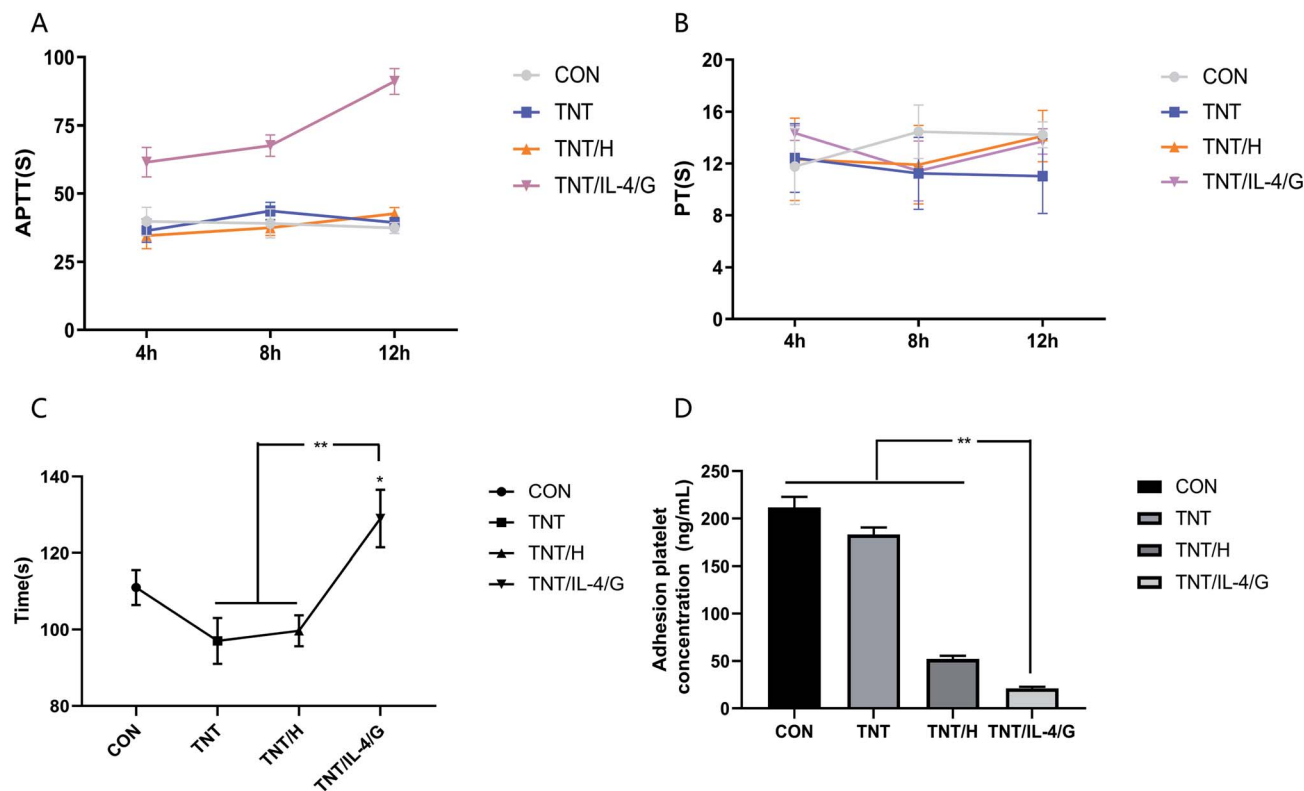 A
APTT(S)
100
75
50
25
0
4h
8h
12h
CON
TNT
TNT/H
TNT/IL-4/G
B
PT(S)
20
16
12
8
4
0
4h
8h
12h
CON
TNT
TNT/H
TNT/IL-4/G
C
Time(s)
140
120
100
80
**
*
CON
TNT
TNT/H
TNT/IL-4/G
CON
TNT
TNT/H
TNT/IL-4/G
D
Adhesion platelet
concentration (ng/mL)
250
200
150
100
50
0
**
CON
TNT
TNT/H
TNT/IL-4/G
CON
TNT
TNT/H
TNT/IL-4/G